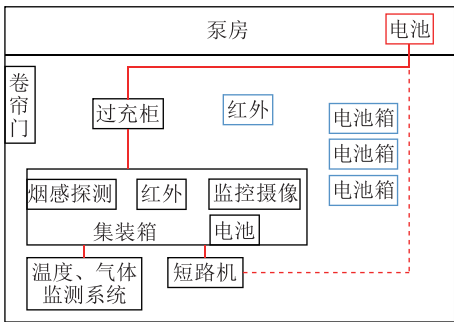 泵房
电池
卷帘门
过充柜
红外
电池箱
电池箱
电池箱
烟感探测
红外
监控摄像
集装箱
电池
温度、气体
监测系统
短路机